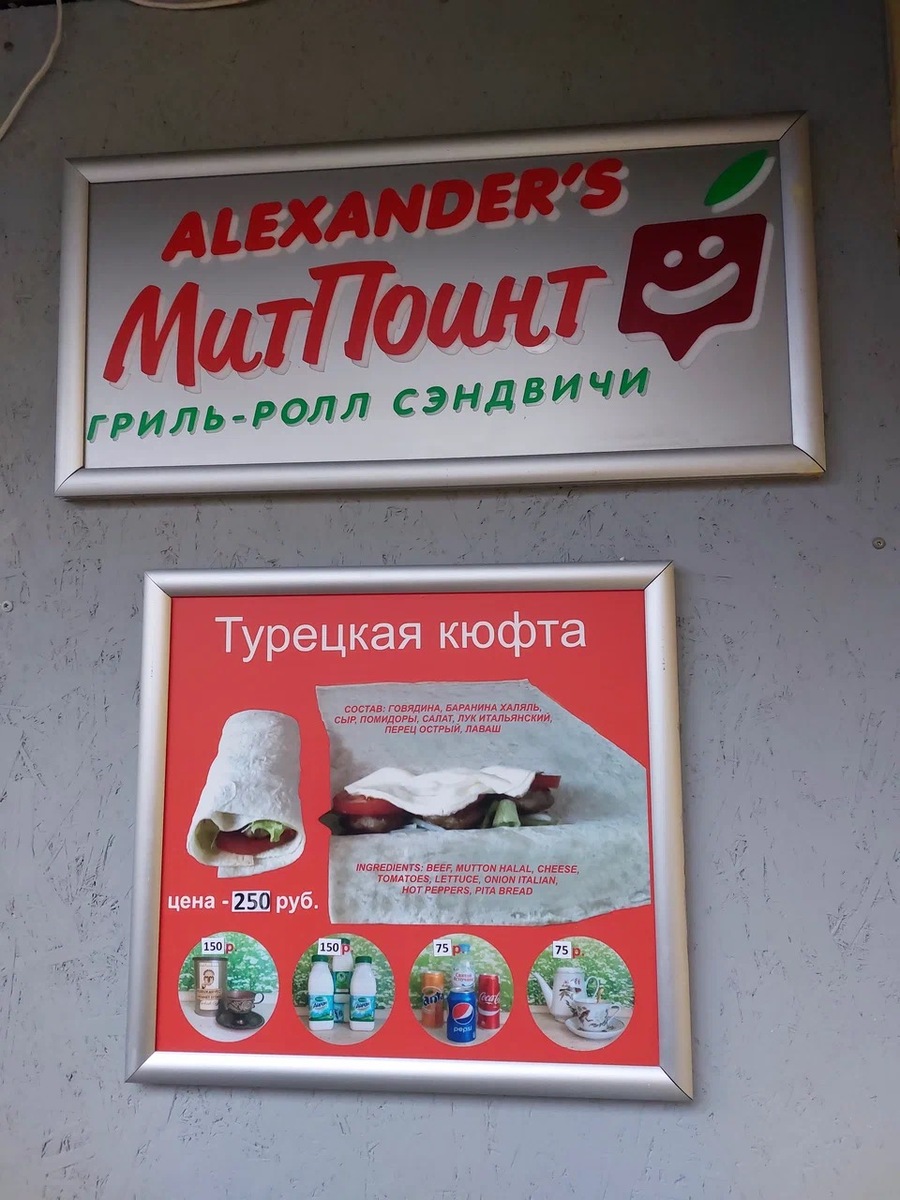 ALEXANDER'S
МитПоинт
ГРИЛЬ-РОЛЛ СЭНДВИЧИ
Турецкая кюфта
СОСТАВ: ГОВЯДИНА, БАРАНИНА ХАЛЯЛЬ,
СЫР, ПОМИДОРЫ, САЛАТ, ЛУК ИТАЛЬЯНСКИЙ,
ПЕРЕЦ ОСТРЫЙ, ЛАВАШ
INGREDIENTS: BEEF, MUTTON HALAL, CHEESE,
TOMATOES, LETTUCE, ONION ITALIAN,
HOT PEPPERS, PITA BREAD
цена - 250 руб.
150 р
150 р
75 р
75 р
pepsi